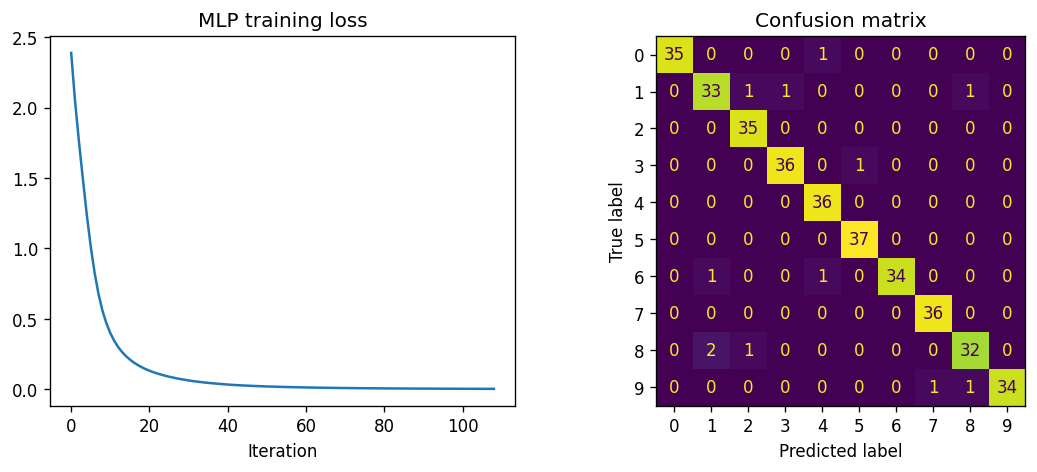 MLP training loss
2.5
2.0
1.5
1.0
0.5
0.0
0 20 40 60 80 100
Iteration
Confusion matrix
True label
0 35 0 0 0 1 0 0 0 0 0
1 0 33 1 1 0 0 0 0 1 0
2 0 0 35 0 0 0 0 0 0 0
3 0 0 0 36 0 1 0 0 0 0
4 0 0 0 0 36 0 0 0 0 0
5 0 0 0 0 0 37 0 0 0 0
6 0 1 0 0 1 0 34 0 0 0
7 0 0 0 0 0 0 0 36 0 0
8 0 2 1 0 0 0 0 0 32 0
9 0 0 0 0 0 0 0 1 1 34
0 1 2 3 4 5 6 7 8 9
Predicted label